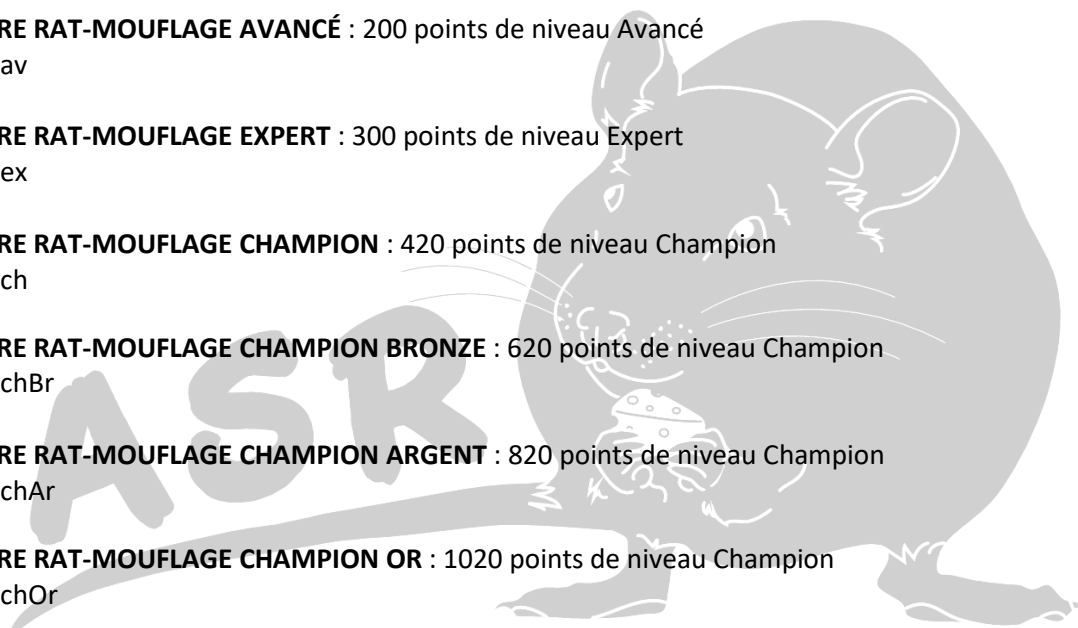 RE RAT-MOUFLAGE AVANCÉ : 200 points de niveau Avancé
av
RE RAT-MOUFLAGE EXPERT : 300 points de niveau Expert
ex
RE RAT-MOUFLAGE CHAMPION : 420 points de niveau Champion
ch
RE RAT-MOUFLAGE CHAMPION BRONZE : 620 points de niveau Champion
chBr
RE RAT-MOUFLAGE CHAMPION ARGENT : 820 points de niveau Champion
chAr
RE RAT-MOUFLAGE CHAMPION OR : 1020 points de niveau Champion
chOr
ASR